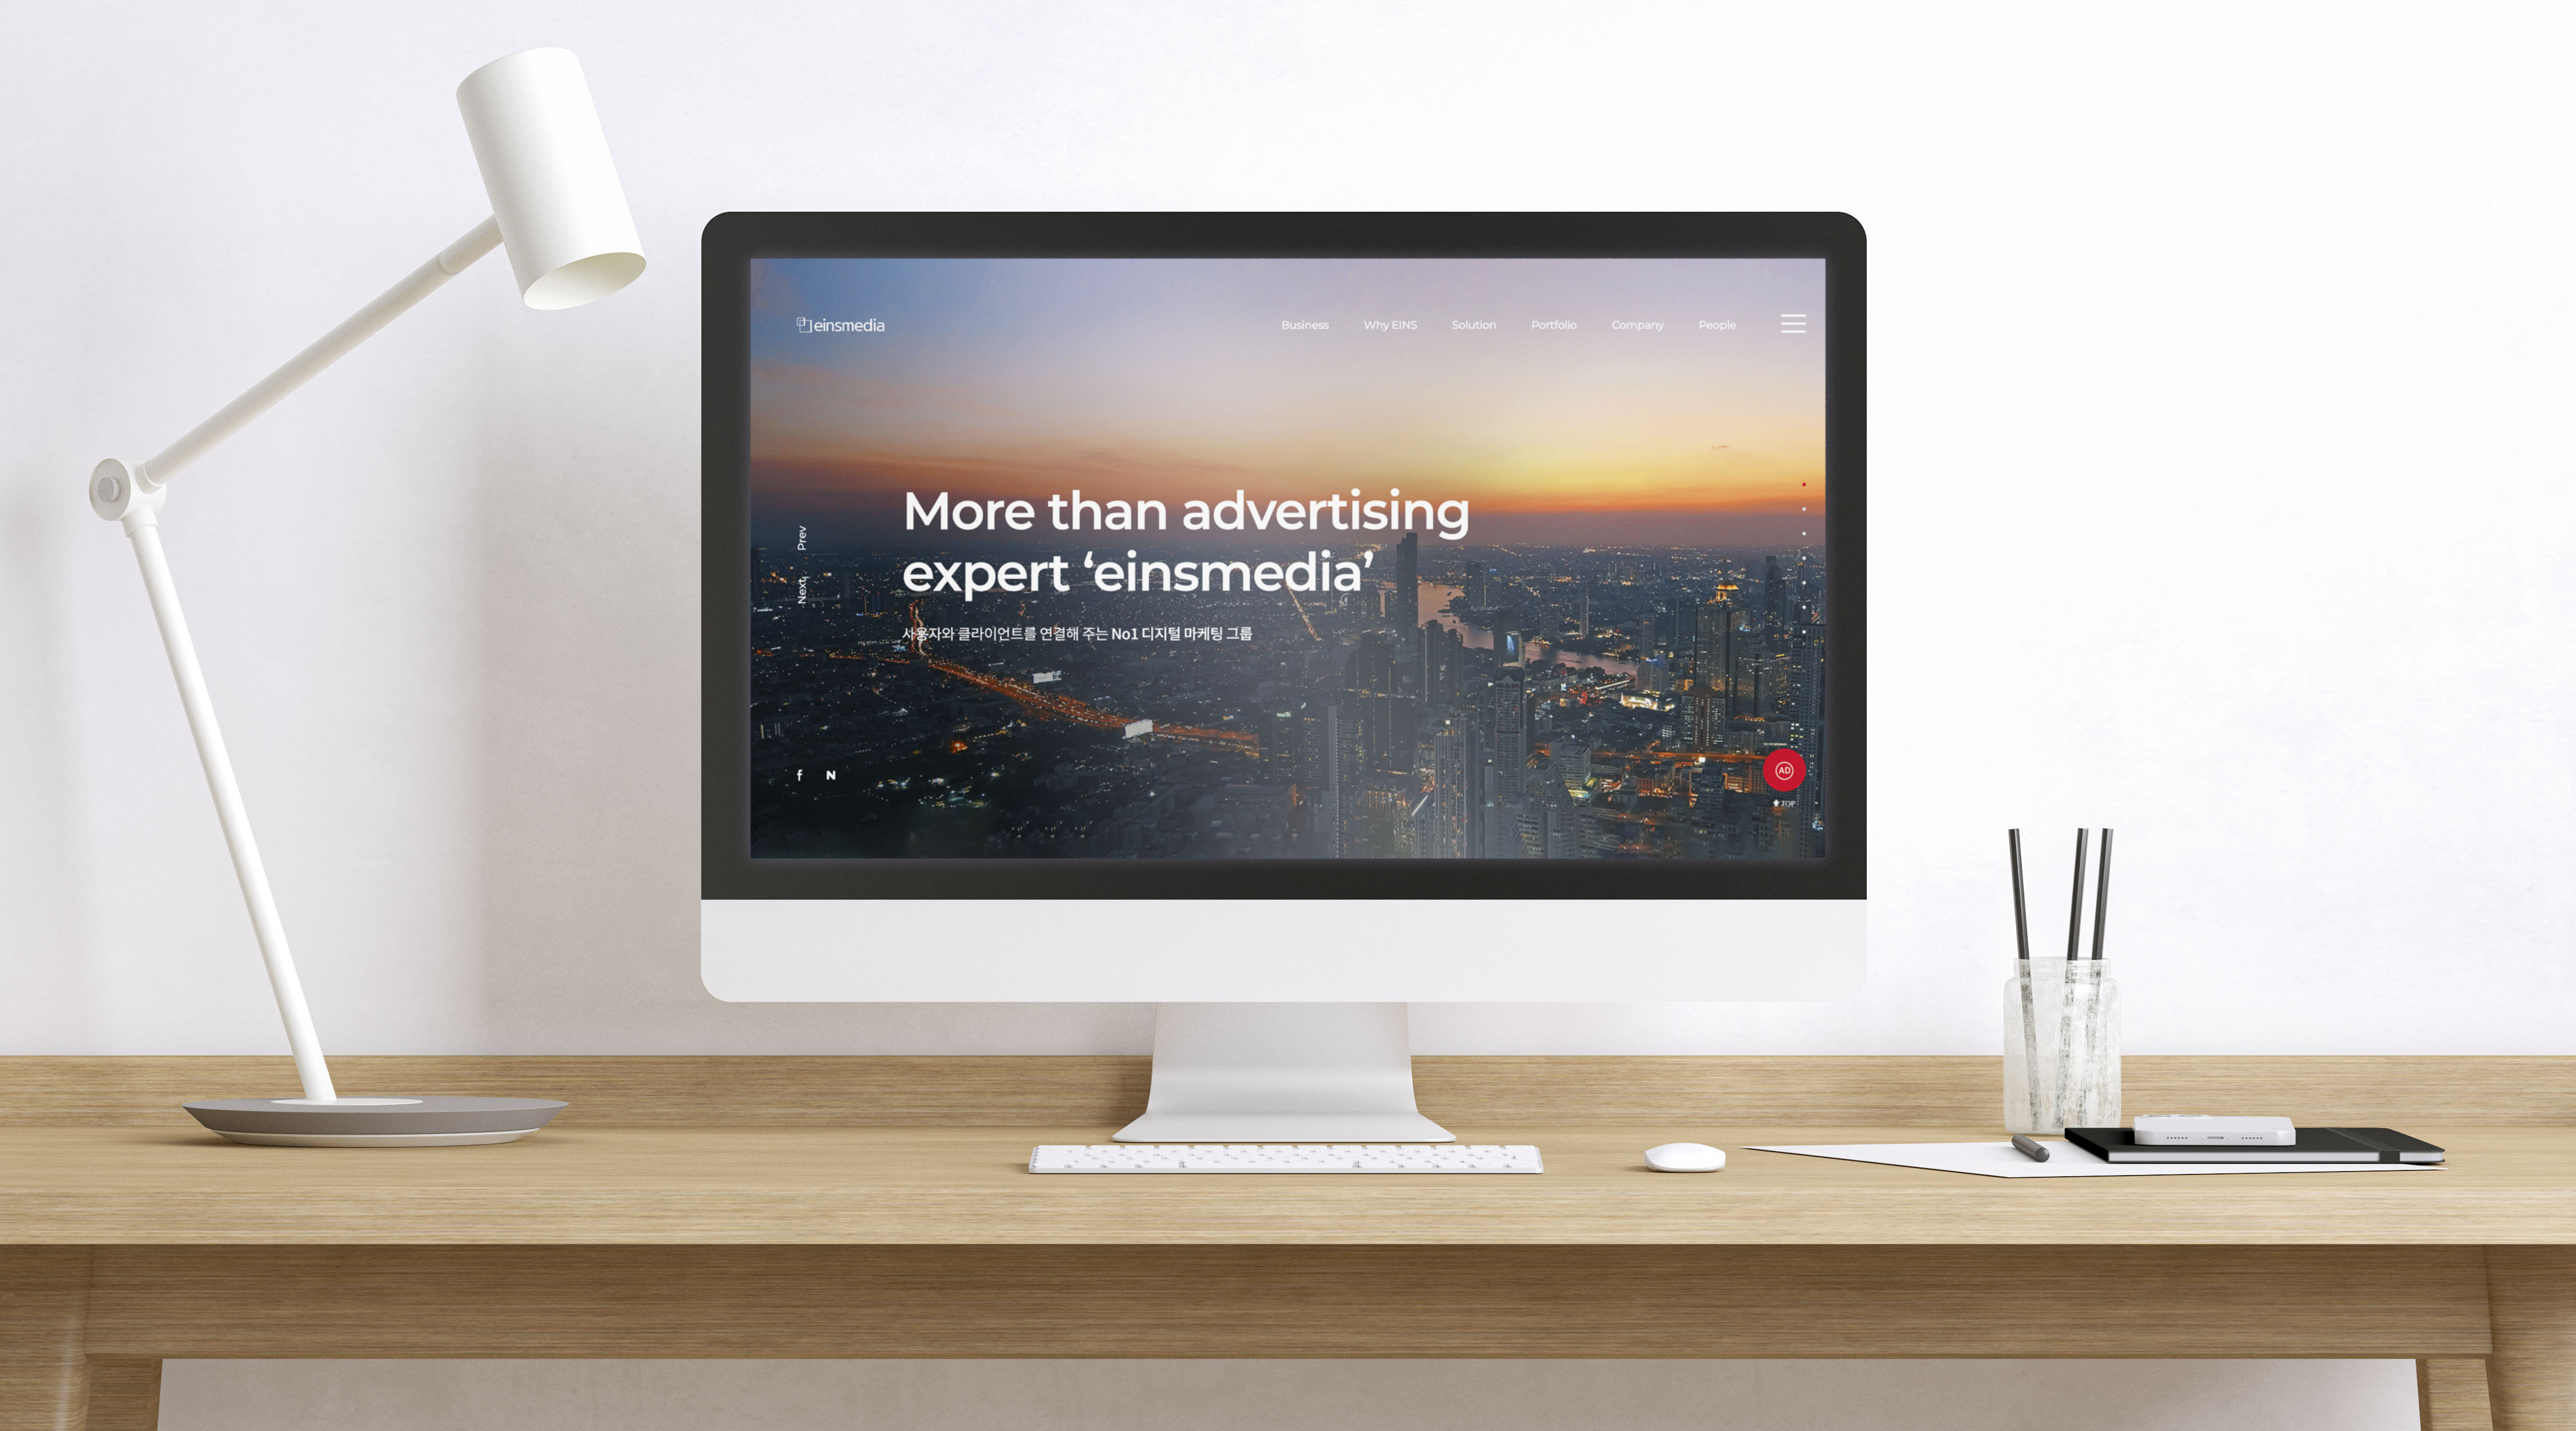 einsmedia
Business Why EINS Solution Portfolio Company People
More than advertising
expert ‘einsmedia’
사용자와 클라이언트를 연결해 주는 No1 디지털 마케팅 그룹
Prev
Next
f N
AD
TOP